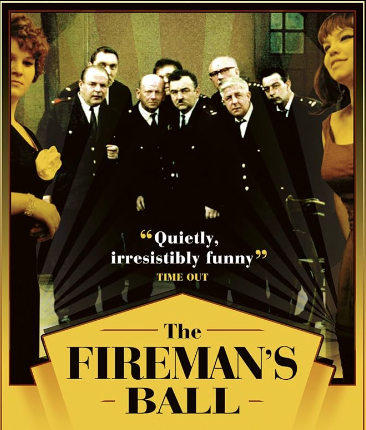 “Quietly,
irresistibly funny”
TIME OUT
The
FIREMAN'S
BALL